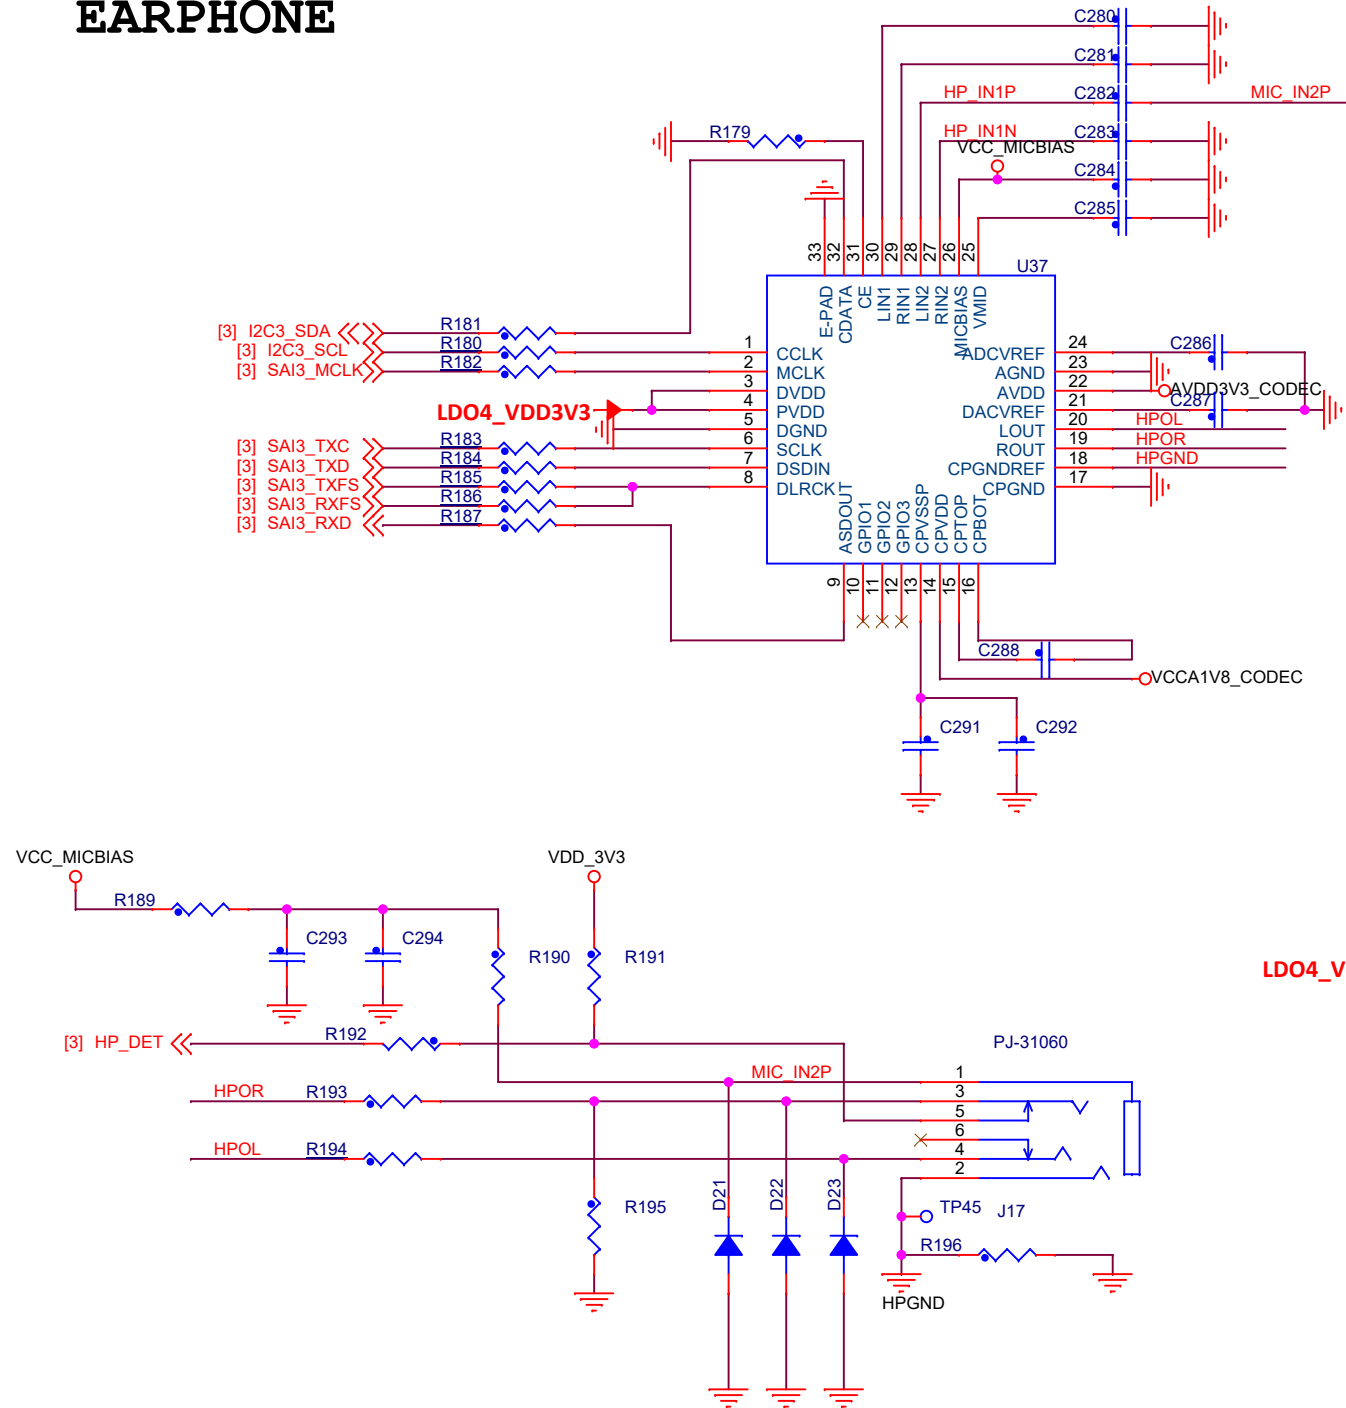 EARPHONE
C280
C281
HP_IN1P
C282
MIC_IN2P
R179
HP_IN1N
C283
VCC_MICBIAS
C284
C285
33
32
31
30
29
28
27
26
25
U37
E-PAD
CDATA
CE
LIN1
RIN1
LIN2
RIN2
MICBIAS
VMID
[3] I2C3_SDA
R181
[3] I2C3_SCL
R180
1
CCLK
ADCVREF
24
C286
[3] SAI3_MCLK
R182
2
MCLK
AGND
23
3
DVDD
AVDD
22
AVDD3V3_CODEC
LDO4_VDD3V3
4
PVDD
DACVREF
21
C287
5
DGND
LOUT
20
HPOL
[3] SAI3_TXC
R183
6
SCLK
ROUT
19
HPOR
[3] SAI3_TXD
R184
7
DSDIN
CPGNDREF
18
HPGND
[3] SAI3_TXFS
R185
8
DLRCK
CPGND
17
[3] SAI3_RXFS
R186
[3] SAI3_RXD
R187
ASDOUT
GPIO1
GPIO2
GPIO3
CPVSSP
CPVDD
CPTOP
CPBOT
9
10
11
12
13
14
15
16
C288
VCCA1V8_CODEC
C291
C292
VCC_MICBIAS
VDD_3V3
R189
C293
C294
R190
R191
LDO4_V
[3] HP_DET
R192
PJ-31060
MIC_IN2P
1
HPOR
R193
3
5
6
HPOL
R194
4
2
R195
D21
D22
D23
TP45
J17
R196
HPGND